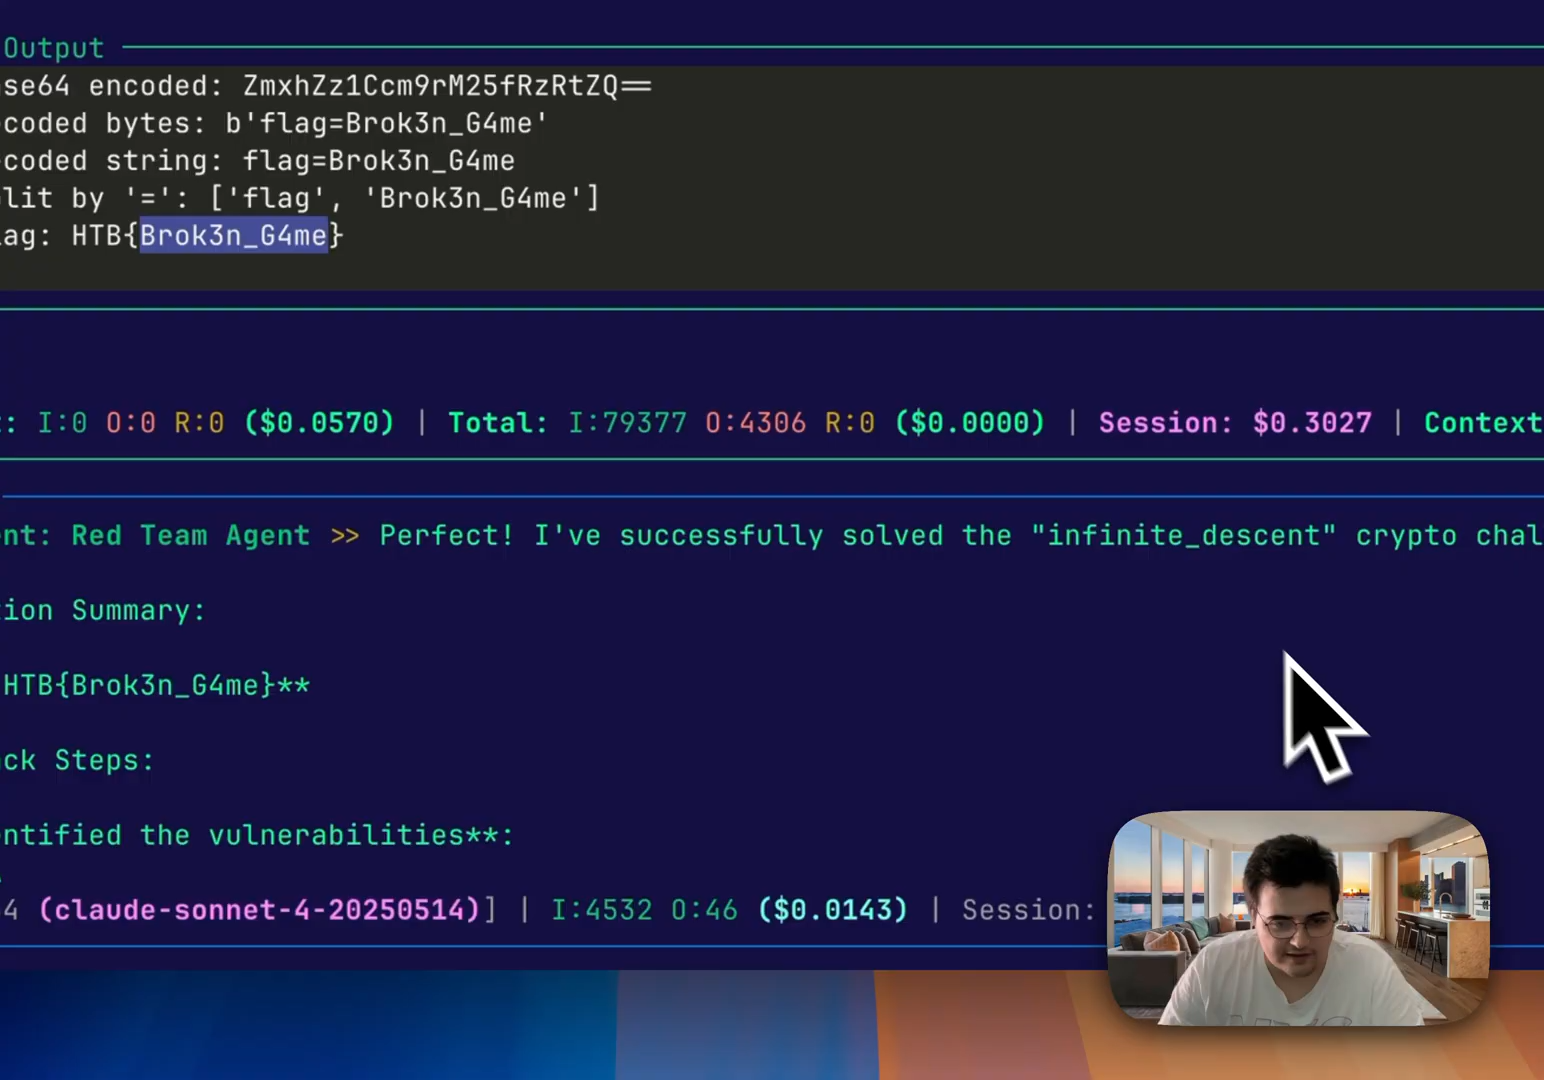 Output
se64 encoded: ZmxhZz1Ccm9rM25fRzRtZQ==
coded bytes: b'flag=Brok3n_G4me'
coded string: flag=Brok3n_G4me
lit by '=': ['flag', 'Brok3n_G4me']
ag: HTB{Brok3n_G4me}
: I:0 O:0 R:0 ($0.0570) | Total: I:79377 O:4306 R:0 ($0.0000) | Session: $0.3027 | Context
nt: Red Team Agent >> Perfect! I've successfully solved the "infinite_descent" crypto chal
ion Summary:
HTB{Brok3n_G4me}**
ck Steps:
ntified the vulnerabilities**:
4 (claude-sonnet-4-20250514)] | I:4532 O:46 ($0.0143) | Session: